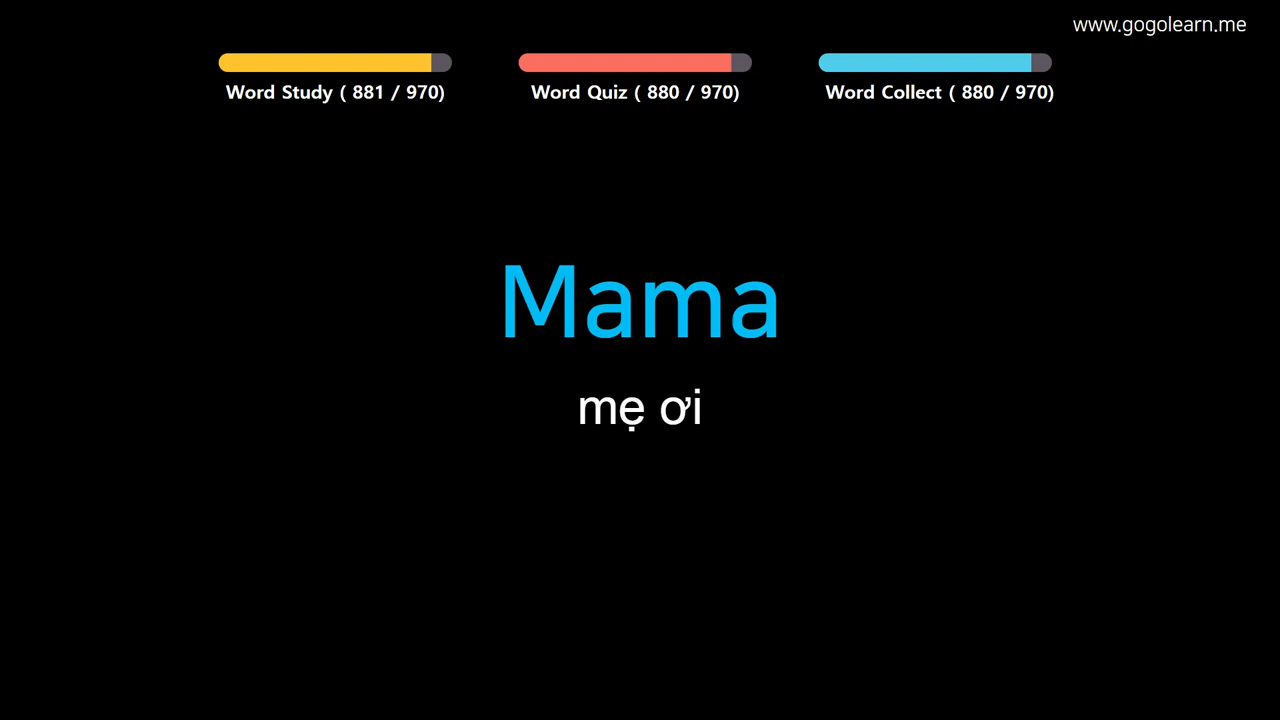 www.gogolearn.me
Word Study ( 881 / 970)
Word Quiz ( 880 / 970)
Word Collect ( 880 / 970)
Mama
mẹ ơi